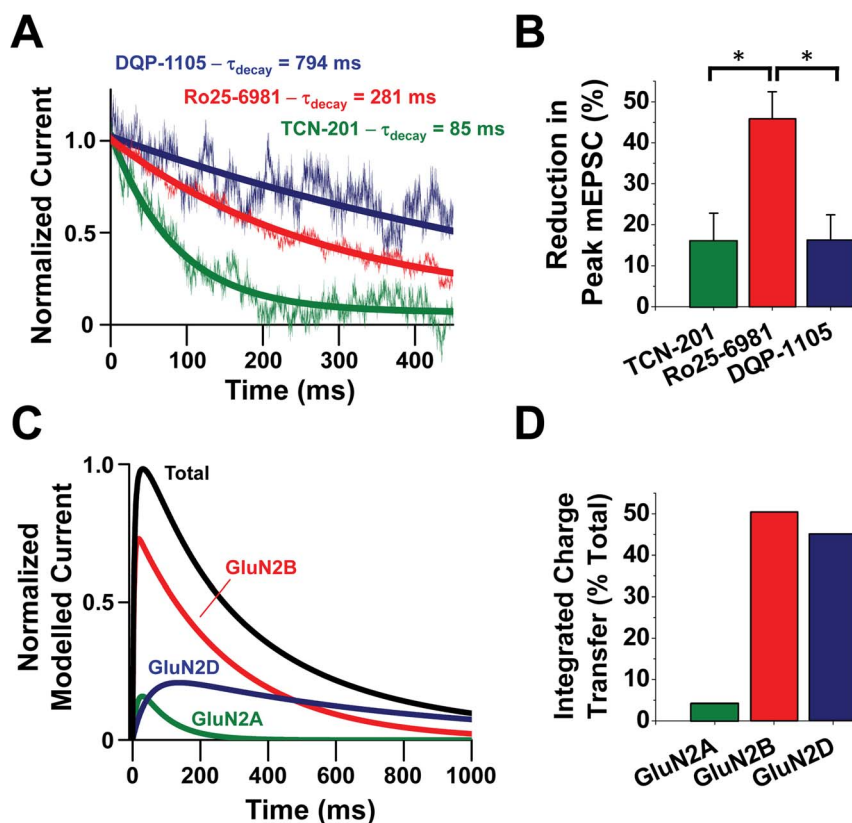 A
DQP-1105 – τdecay = 794 ms
Ro25-6981 – τdecay = 281 ms
TCN-201 – τdecay = 85 ms
Normalized Current
1.0
0.5
0
0 100 200 300 400
Time (ms)
B
* *
Reduction in
Peak mEPSC (%)
50
40
30
20
10
0
TCN-201
Ro25-6981
DQP-1105
C
Normalized
Modelled Current
1.0
0.5
0
Total
GluN2B
GluN2D
GluN2A
0 200 400 600 800 1000
Time (ms)
D
Integrated Charge
Transfer (% Total)
50
40
30
20
10
0
GluN2A
GluN2B
GluN2D